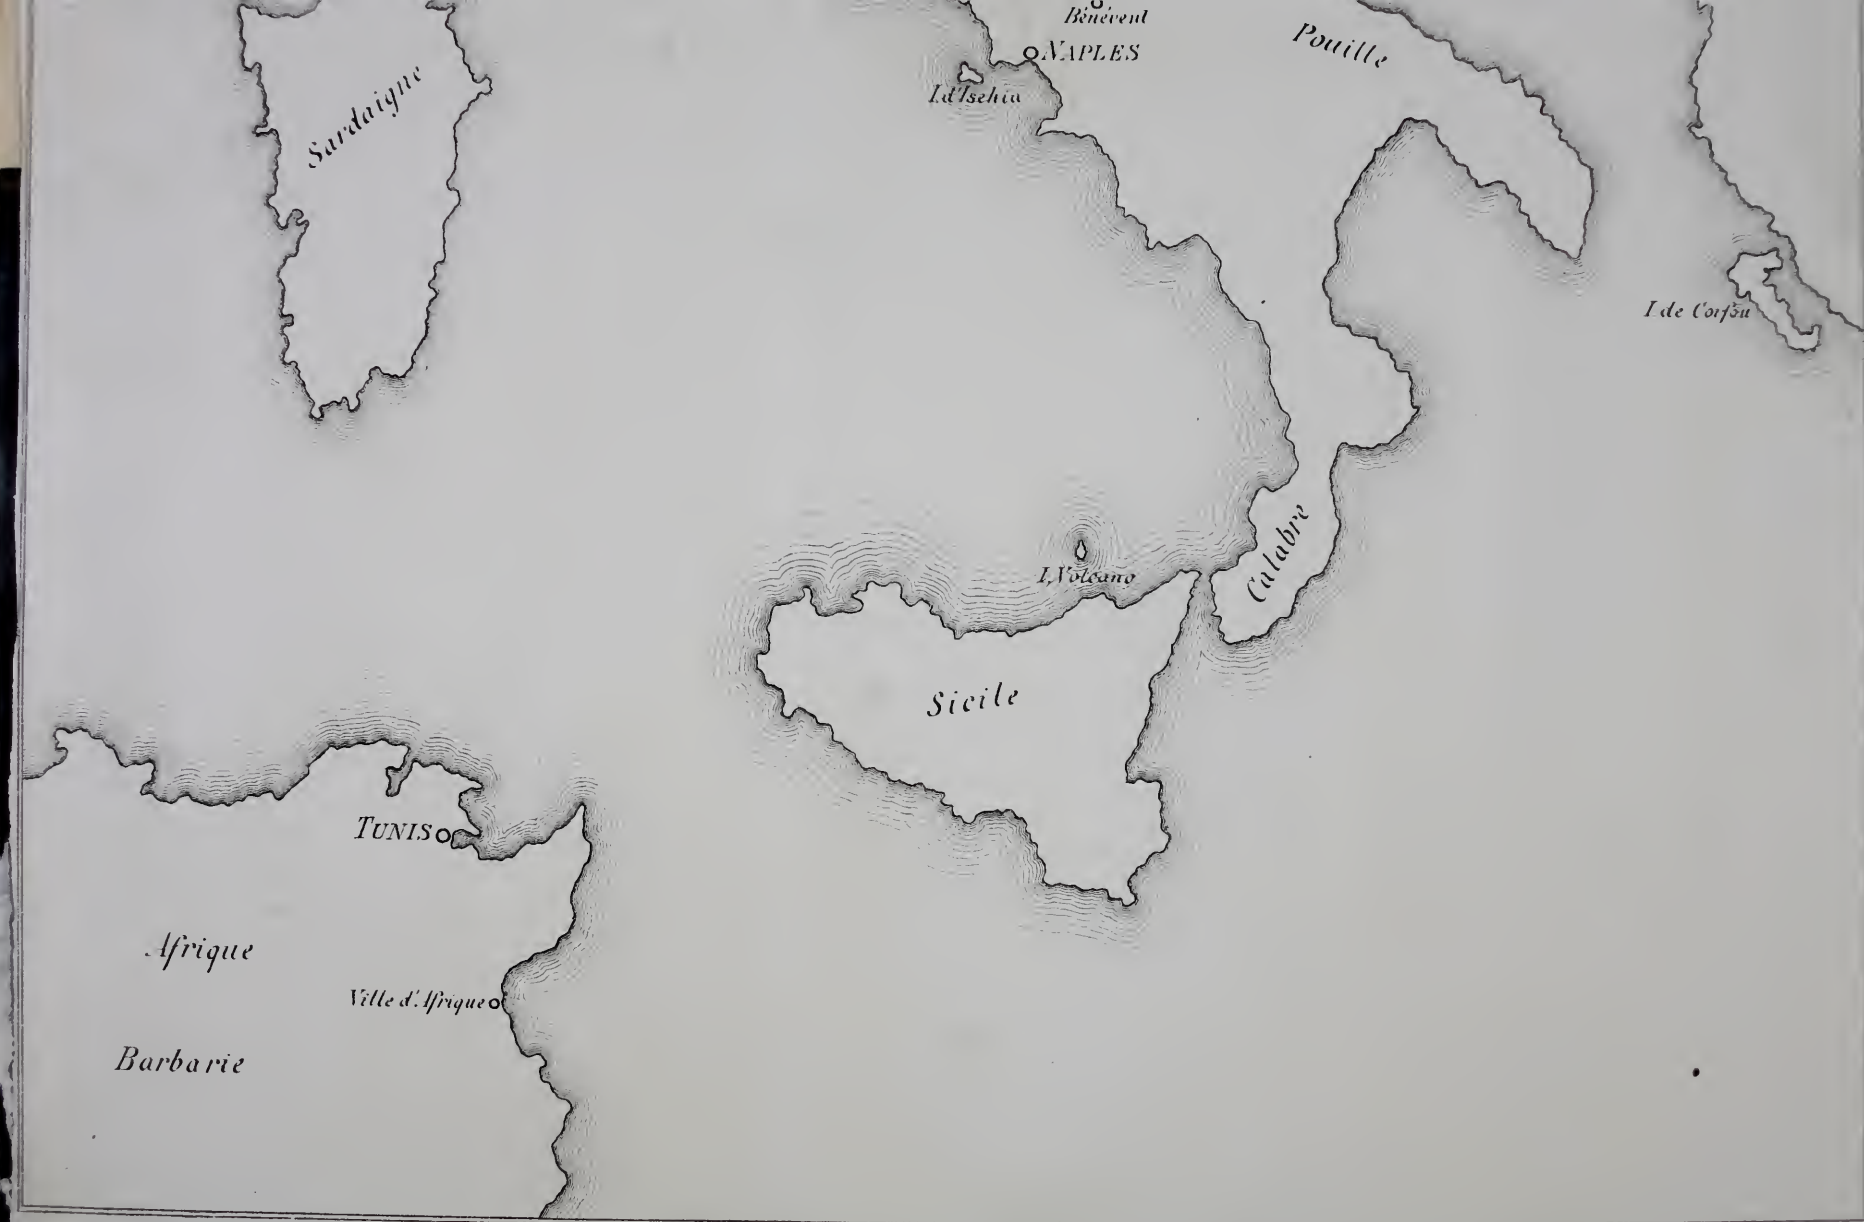 Bénévent
NAPLES
Pouille
I. d'Ischia
Sardaigne
I. de Corfou
Calabre
I. Volcano
Sicile
TUNIS
Afrique
Ville d'Afrique
Barbarie